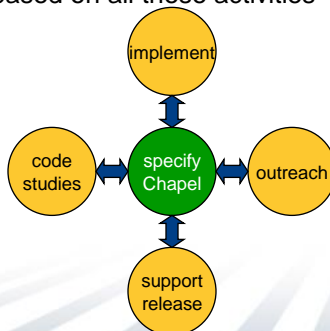 based on all these activities
implement
code
studies
specify
Chapel
outreach
support
release